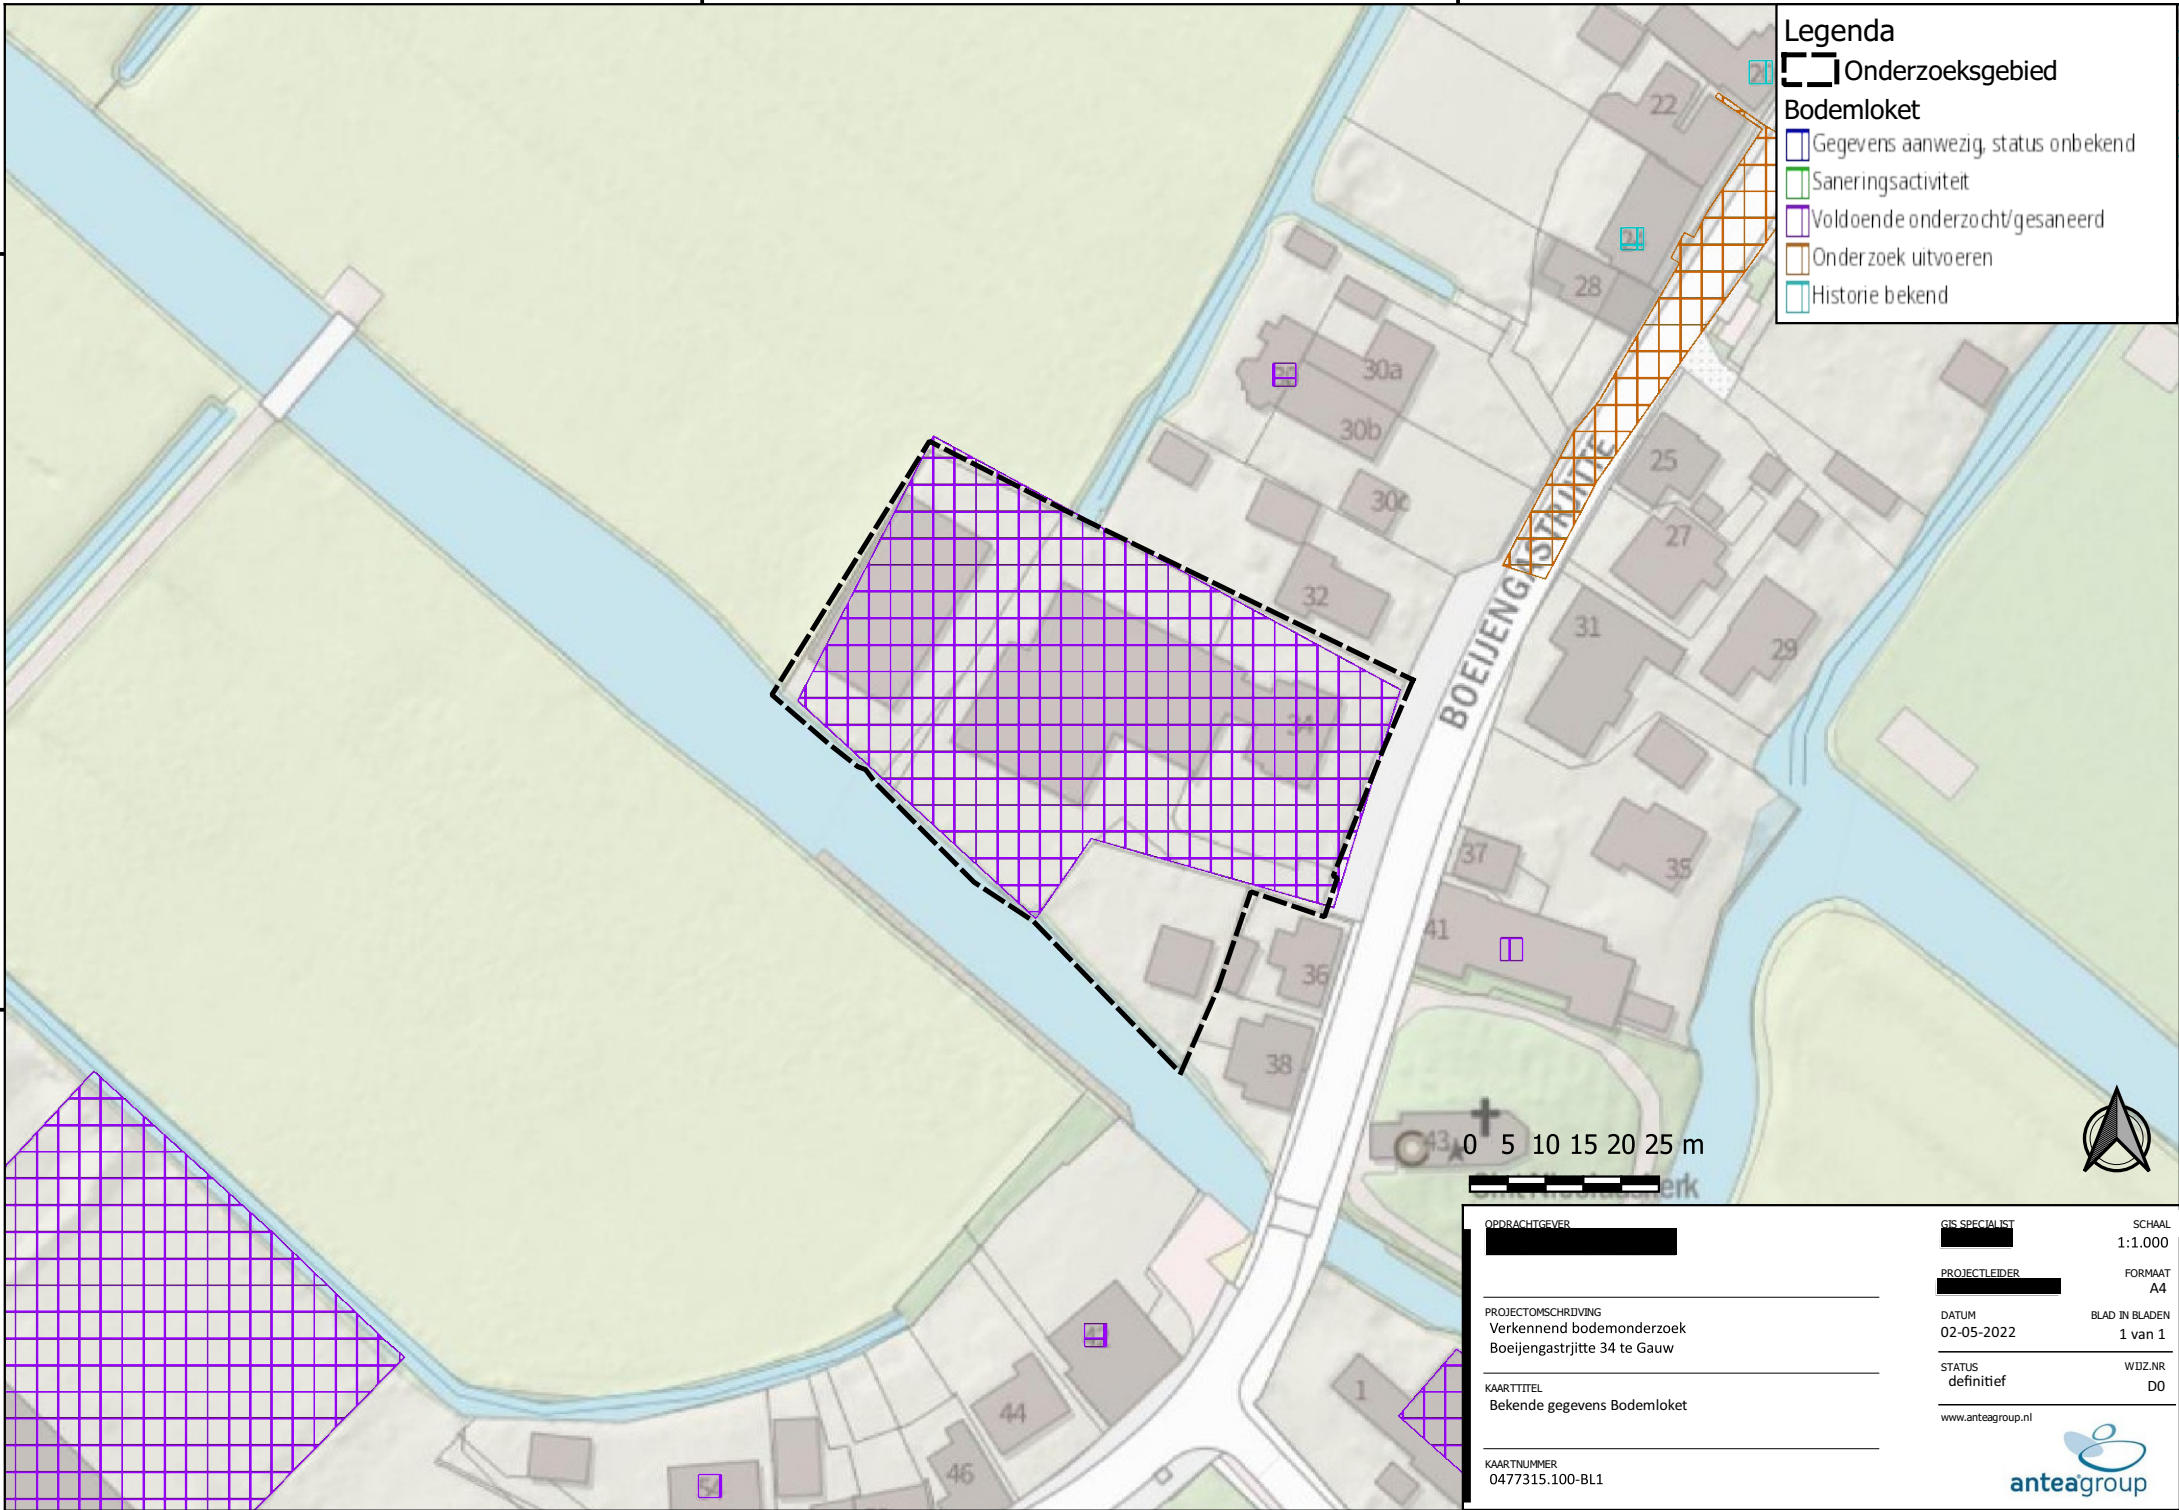 Legenda
Onderzoeksgebied
Bodemloket
Gegevens aanwezig, status onbekend
Saneringsactiviteit
Voldoende onderzocht/gesaneerd
Onderzoek uitvoeren
Historie bekend
22
28
30a
30b
30c
32
34
25
27
31
29
BOEIJENGASTRJITTE
37
35
41
36
38
43
44
46
1
0 5 10 15 20 25 m
Sint Nicolaaskerk
OPDRACHTGEVER
PROJECTOMSCHRIJVING
Verkennend bodemonderzoek
Boeijengastrjitte 34 te Gauw
KAARTTITEL
Bekende gegevens Bodemloket
KAARTNUMMER
0477315.100-BL1
GIS SPECIALIST
SCHAAL
1:1.000
PROJECTLEIDER
FORMAAT
A4
DATUM
02-05-2022
BLAD IN BLADEN
1 van 1
STATUS
definitief
WIJZ.NR
D0
www.anteagroup.nl
anteagroup